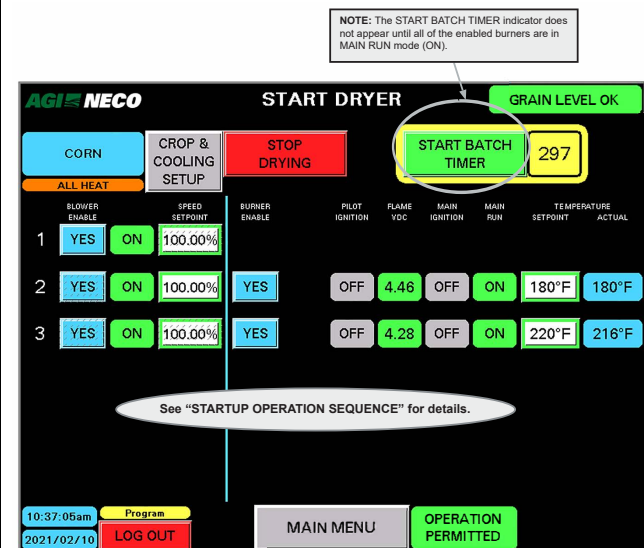 NOTE: The START BATCH TIMER indicator does
not appear until all of the enabled burners are in
MAIN RUN mode (ON).
AGI NECO
START DRYER
GRAIN LEVEL OK
CORN
ALL HEAT
CROP &
COOLING
SETUP
STOP
DRYING
START BATCH
TIMER
297
BLOWER
ENABLE
SPEED
SETPOINT
BURNER
ENABLE
PILOT
IGNITION
FLAME
VDC
MAIN
IGNITION
MAIN
RUN
TEMPERATURE
SETPOINT ACTUAL
1 YES ON 100.00%
2 YES ON 100.00% YES OFF 4.46 OFF ON 180°F 180°F
3 YES ON 100.00% YES OFF 4.28 OFF ON 220°F 216°F
See “STARTUP OPERATION SEQUENCE” for details.
10:37:05am
2021/02/10
Program
LOG OUT
MAIN MENU
OPERATION
PERMITTED